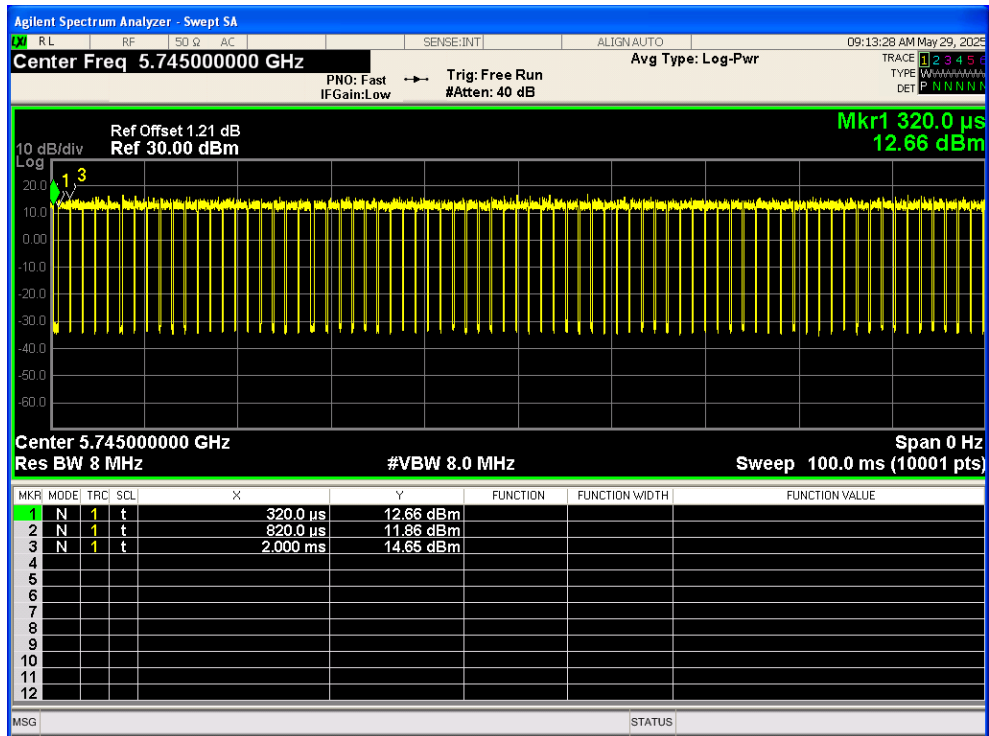 Agilent Spectrum Analyzer - Swept SA
LXI RL RF 50 Ω AC SENSE:INT ALIGN AUTO 09:13:28 AM May 29, 2025
Center Freq 5.745000000 GHz Avg Type: Log-Pwr TRACE 1 2 3 4 5 6
PNO: Fast Trig: Free Run TYPE W
IFGain:Low #Atten: 40 dB DET P N N N N N
Mkr1 320.0 µs
Ref Offset 1.21 dB
10 dB/div Ref 30.00 dBm 12.66 dBm
Log
20.0
1 3
10.0
0.00
-10.0
-20.0
-30.0
-40.0
-50.0
-60.0
Center 5.745000000 GHz Span 0 Hz
Res BW 8 MHz #VBW 8.0 MHz Sweep 100.0 ms (10001 pts)
MKR MODE TRC SCL X Y FUNCTION FUNCTION WIDTH FUNCTION VALUE
1 N 1 t 320.0 µs 12.66 dBm
2 N 1 t 820.0 µs 11.86 dBm
3 N 1 t 2.000 ms 14.65 dBm
4
5
6
7
8
9
10
11
12
MSG STATUS